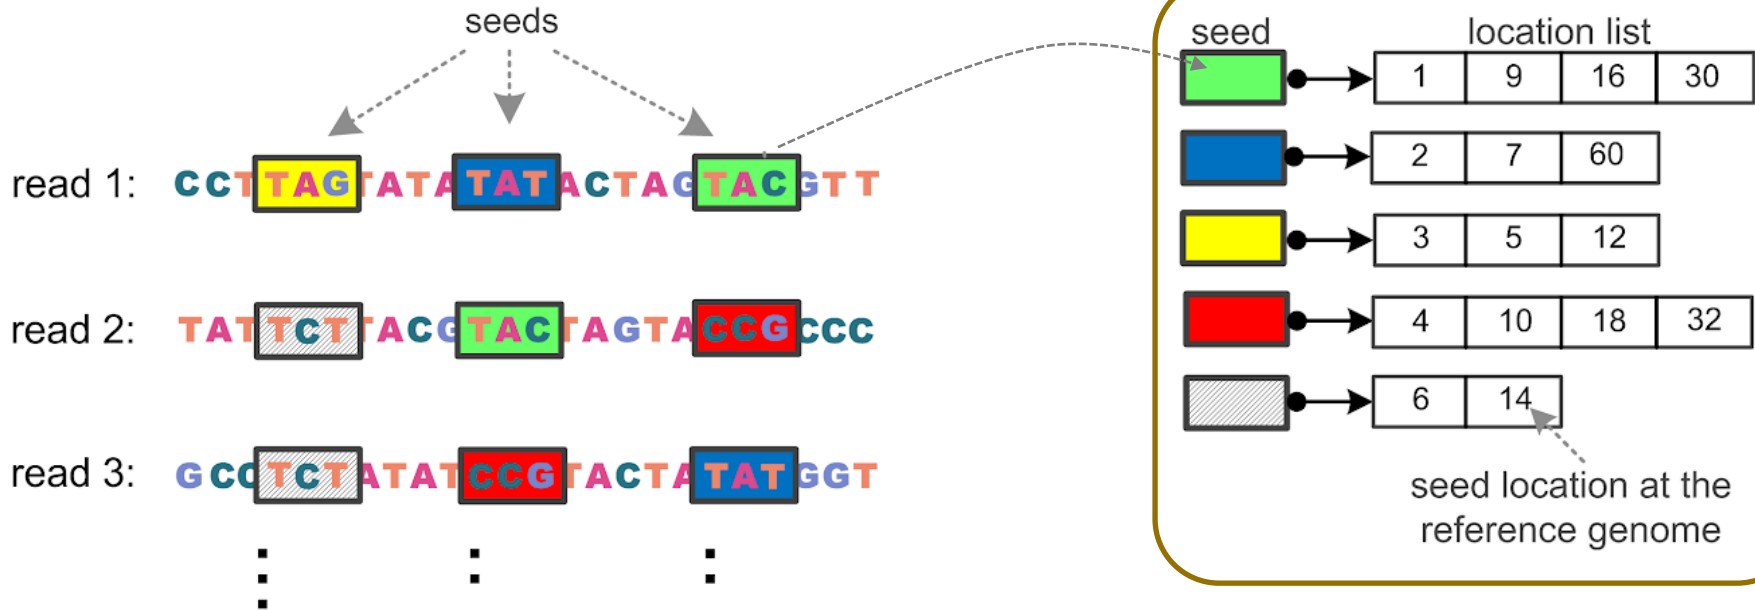 seeds
read 1: CCTTAGTATATATACTAGTACGTT
read 2: TATTCTTACGTACTAGTACCGCCC
read 3: GCCTCTATATCCGTACTATATGGT
seed location list
1 9 16 30
2 7 60
3 5 12
4 10 18 32
6 14
seed location at the
reference genome